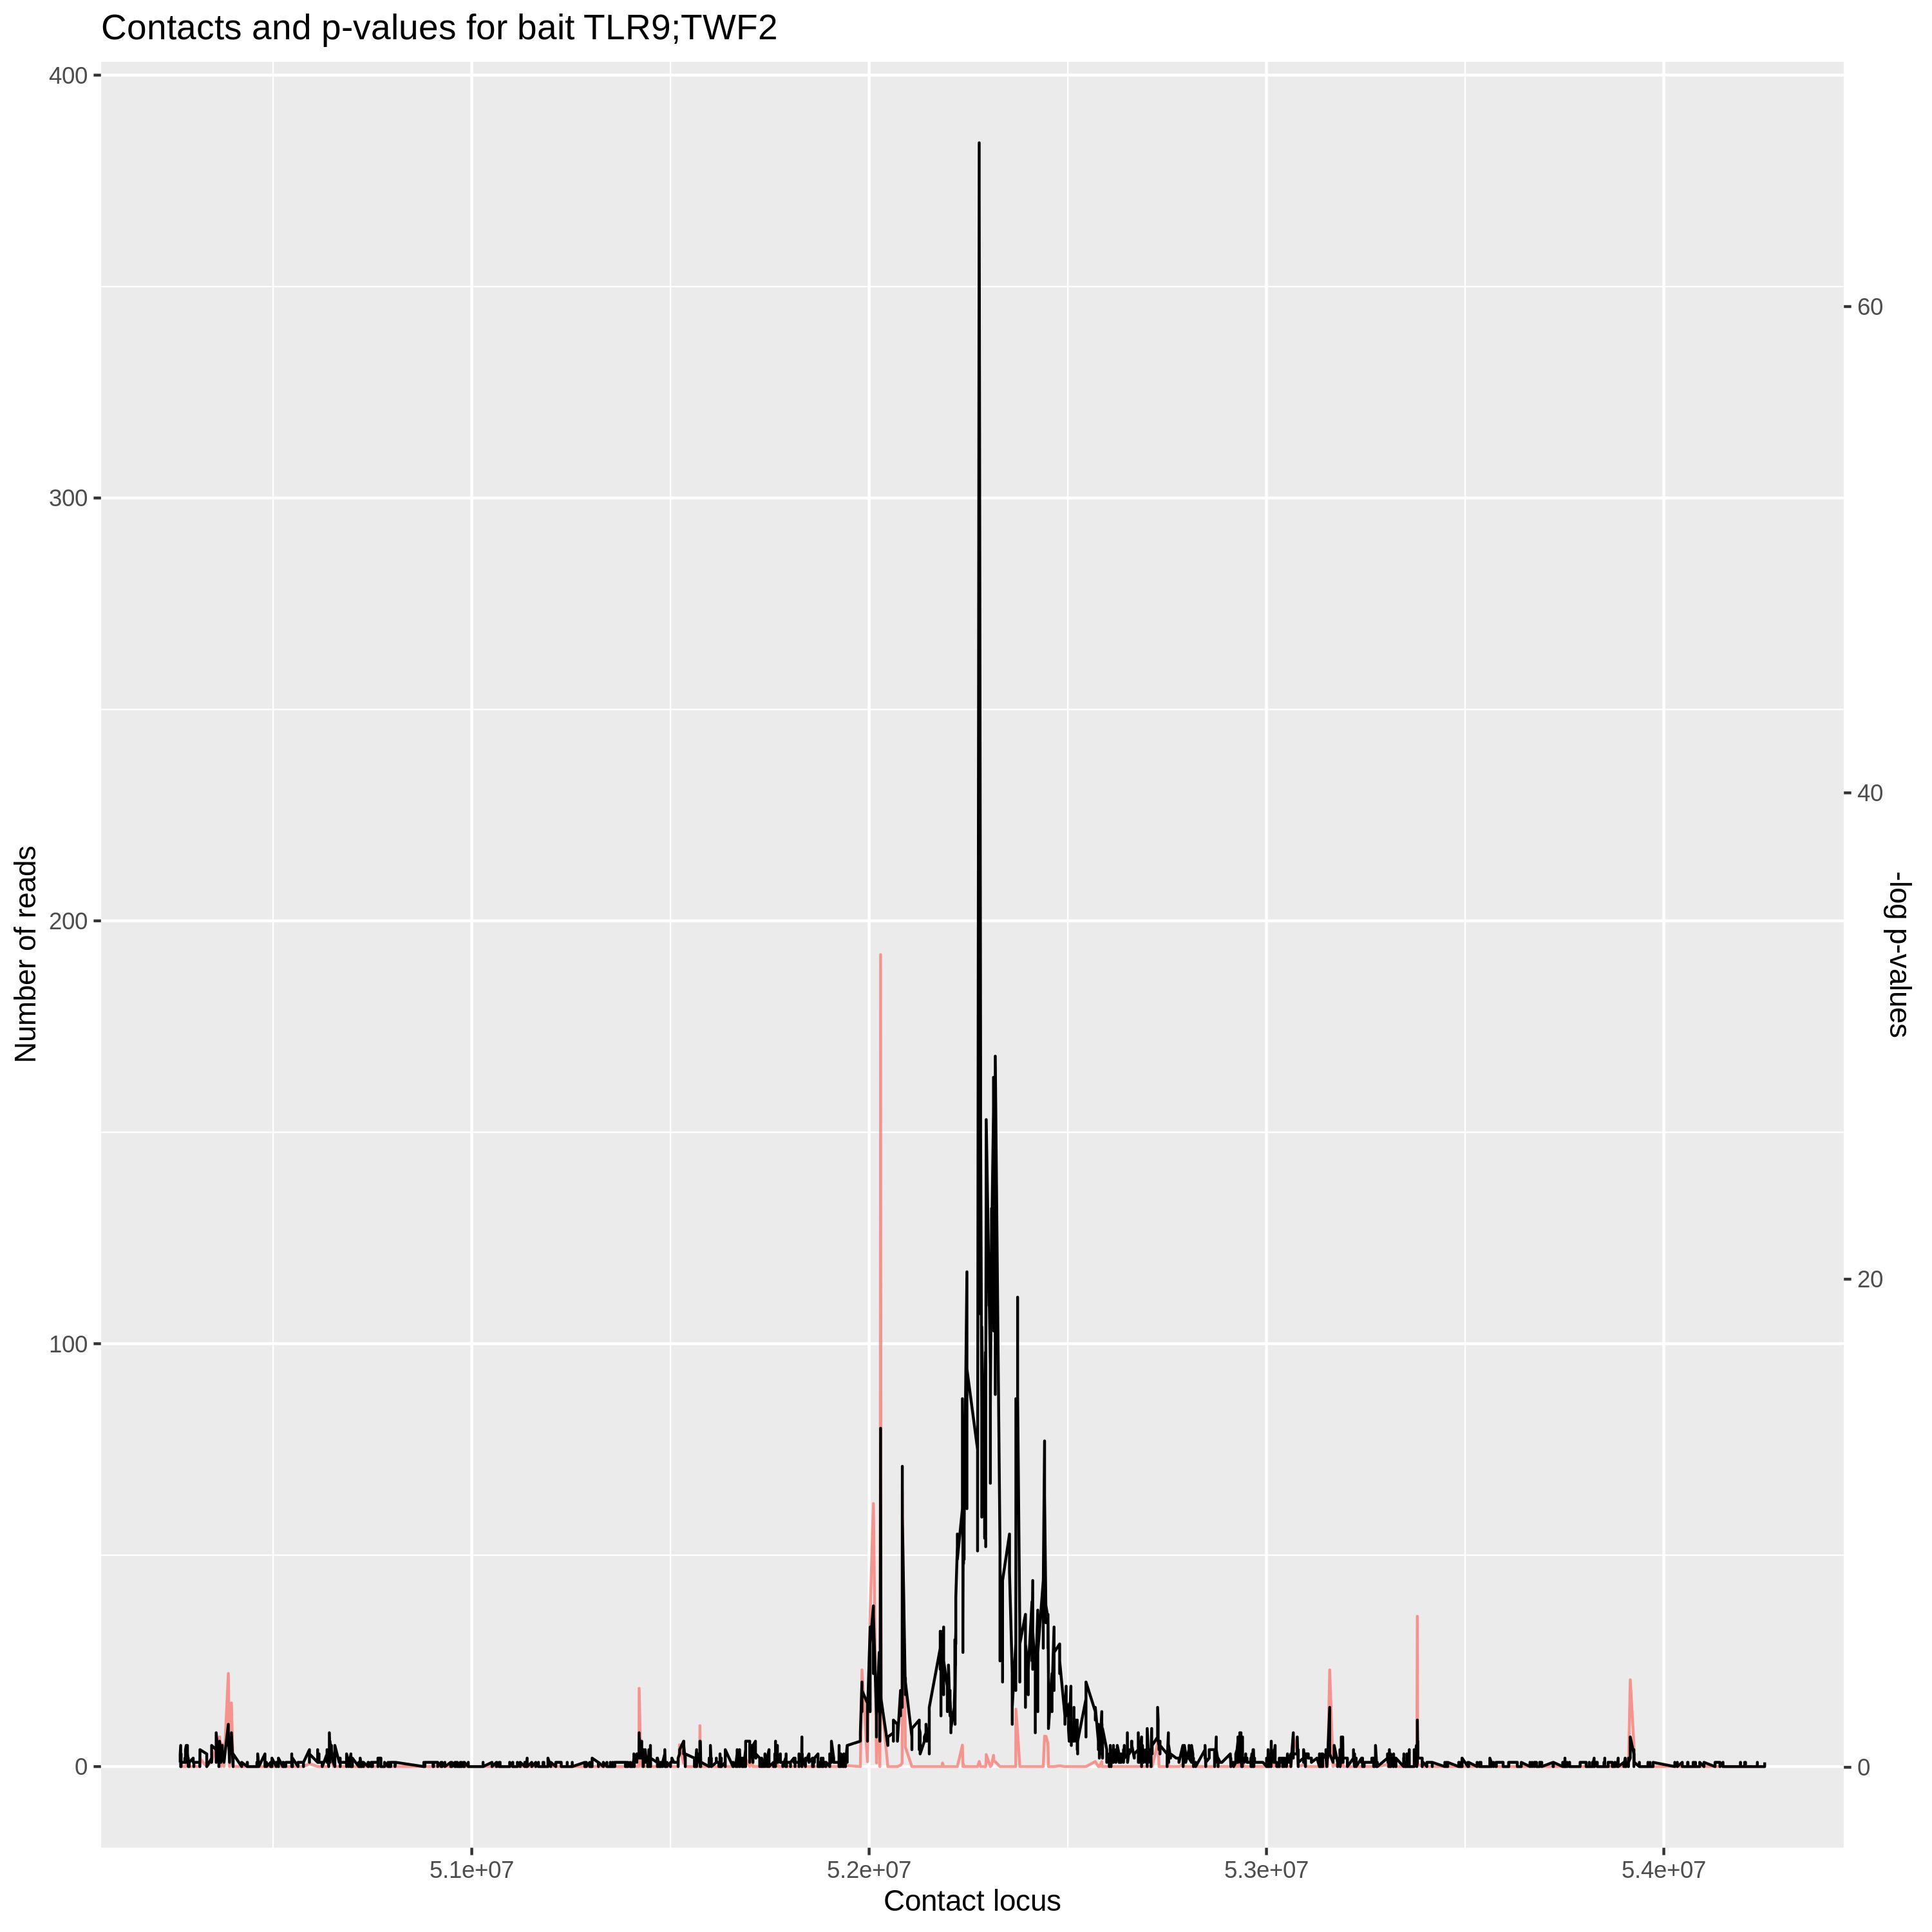 Contacts and p-values for bait TLR9;TWF2
400
300
200
100
0
Number of reads
60
40
20
0
-log p-values
5.1e+07
5.2e+07
5.3e+07
5.4e+07
Contact locus